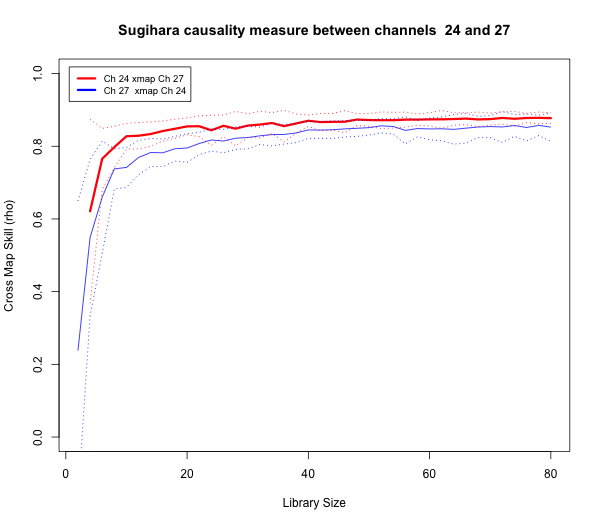 Sugihara causality measure between channels  24 and 27
Ch 24 xmap Ch 27
Ch 27  xmap Ch 24
1.0
0.8
0.6
0.4
0.2
0.0
Cross Map Skill (rho)
0 20 40 60 80
Library Size